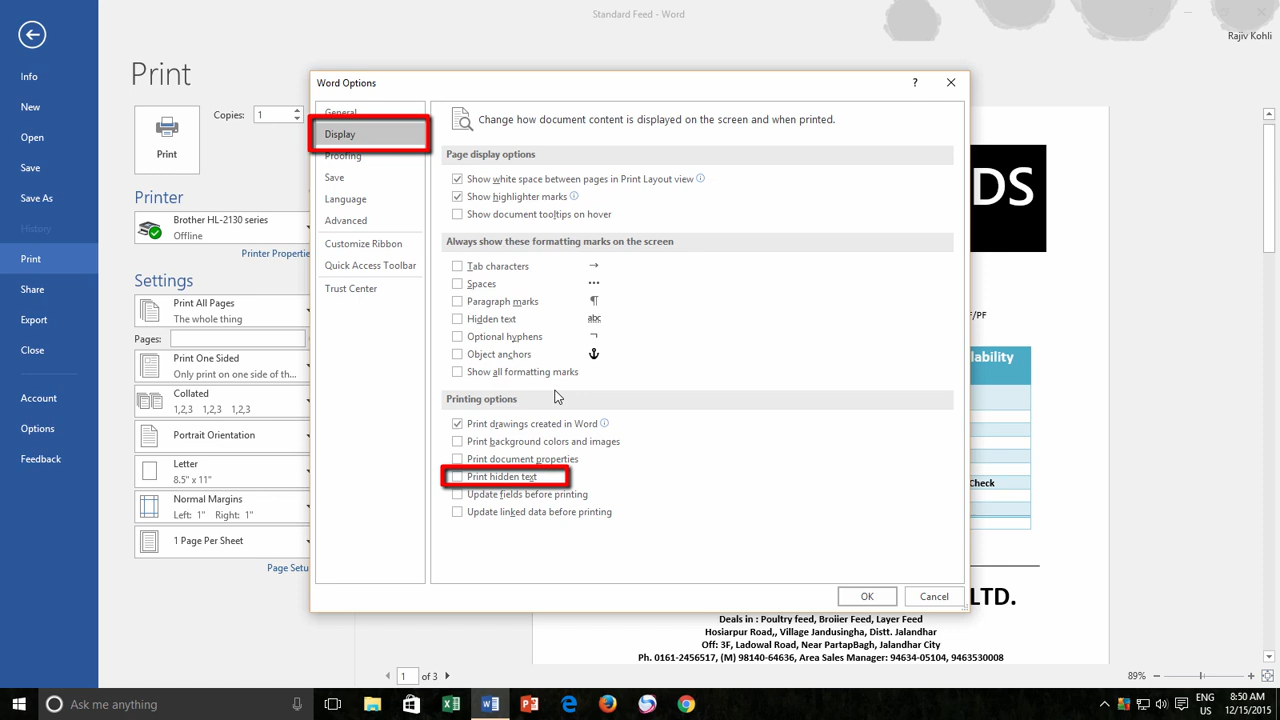 Standard Feed - Word
Rajiv Kohli
Info
New
Open
Save
Save As
History
Print
Share
Export
Close
Account
Options
Feedback
Print
Print
Copies: 1
Printer
Brother HL-2130 series
Offline
Printer Propertie
Settings
Print All Pages
The whole thing
Pages:
Print One Sided
Only print on one side of th...
Collated
1,2,3 1,2,3 1,2,3
Portrait Orientation
Letter
8.5" x 11"
Normal Margins
Left: 1" Right: 1"
1 Page Per Sheet
Page Setu
Word Options
?
General
Display
Proofing
Save
Language
Advanced
Customize Ribbon
Quick Access Toolbar
Trust Center
Change how document content is displayed on the screen and when printed.
Page display options
Show white space between pages in Print Layout view
Show highlighter marks
Show document tooltips on hover
Always show these formatting marks on the screen
Tab characters →
Spaces •••
Paragraph marks ¶
Hidden text abc
Optional hyphens ¬
Object anchors
Show all formatting marks
Printing options
Print drawings created in Word
Print background colors and images
Print document properties
Print hidden text
Update fields before printing
Update linked data before printing
OK Cancel
DS
F/PF
lability
Check
LTD.
Deals in : Poultry feed, Broiier Feed, Layer Feed
Hosiarpur Road,, Village Jandusingha, Distt. Jalandhar
Off: 3F, Ladowal Road, Near PartapBagh, Jalandhar City
Ph. 0161-2456517, (M) 98140-64636, Area Sales Manager: 94634-05104, 9463530008
1 of 3
89%
Ask me anything
ENG
US
8:50 AM
12/15/2015